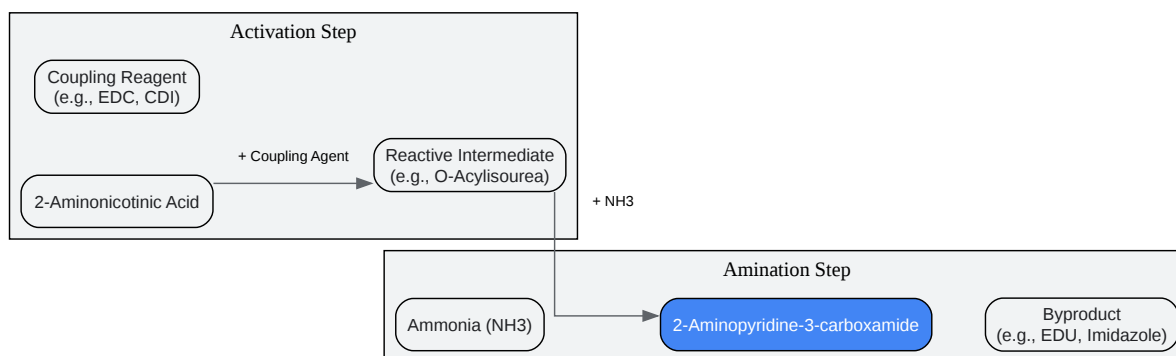 Activation Step
Coupling Reagent
(e.g., EDC, CDI)
+ Coupling Agent
Reactive Intermediate
(e.g., O-Acylisourea)
2-Aminonicotinic Acid
+ NH3
Amination Step
Ammonia (NH3)
2-Aminopyridine-3-carboxamide
Byproduct
(e.g., EDU, Imidazole)